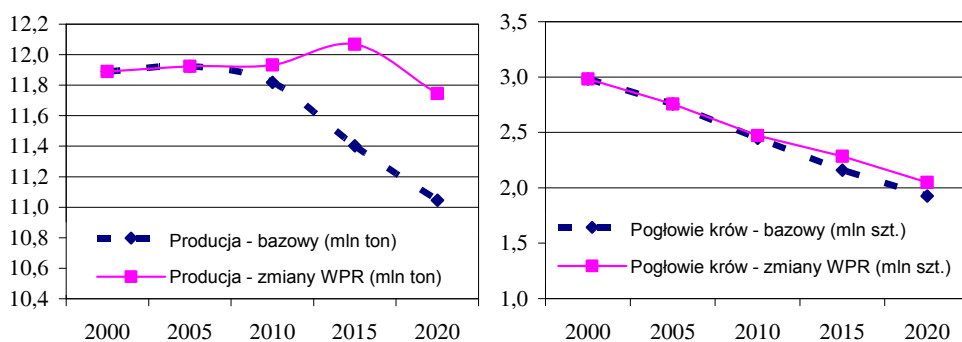 12,2
12,0
11,8
11,6
11,4
11,2
11,0
10,8
10,6
10,4
Producja - bazowy (mln ton)
Producja - zmiany WPR (mln ton)
2000 2005 2010 2015 2020
3,5
3,0
2,5
2,0
1,5
1,0
Pogłowie krów - bazowy (mln szt.)
Pogłowie krów - zmiany WPR (mln szt.)
2000 2005 2010 2015 2020